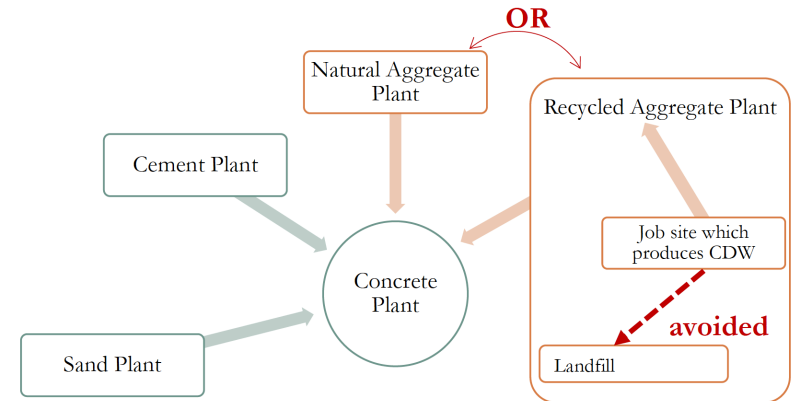 OR
Natural Aggregate
Plant
Recycled Aggregate Plant
Cement Plant
Job site which
produces CDW
Concrete
Plant
avoided
Sand Plant
Landfill